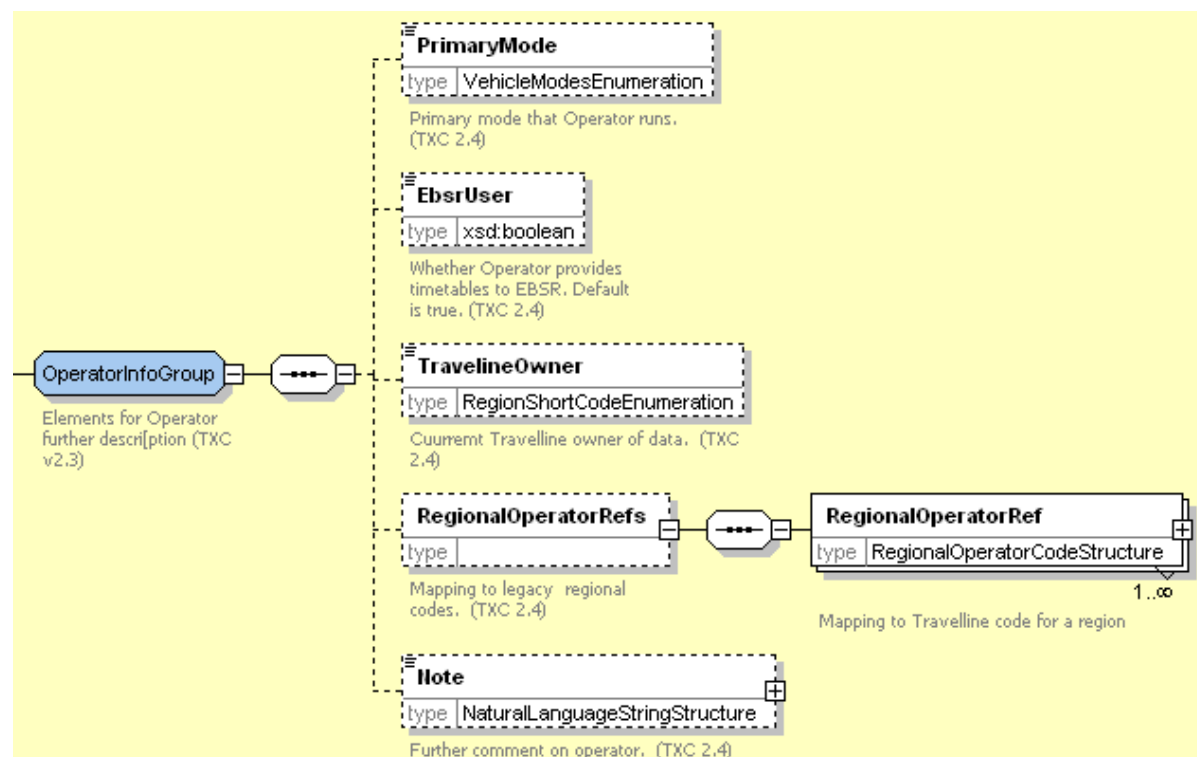 PrimaryMode
type VehicleModesEnumeration
Primary mode that Operator runs.
(TXC 2.4)
EbsrUser
type xsd:boolean
Whether Operator provides
timetables to EBSR. Default
is true. (TXC 2.4)
OperatorInfoGroup
Elements for Operator
further descri[ption (TXC
v2.3)
TravelineOwner
type RegionShortCodeEnumeration
Cuurremt Travelline owner of data. (TXC
2.4)
RegionalOperatorRefs
type
Mapping to legacy regional
codes. (TXC 2.4)
RegionalOperatorRef
type RegionalOperatorCodeStructure
1..∞
Mapping to Travelline code for a region
Note
type NaturalLanguageStringStructure
Further comment on operator. (TXC 2.4)